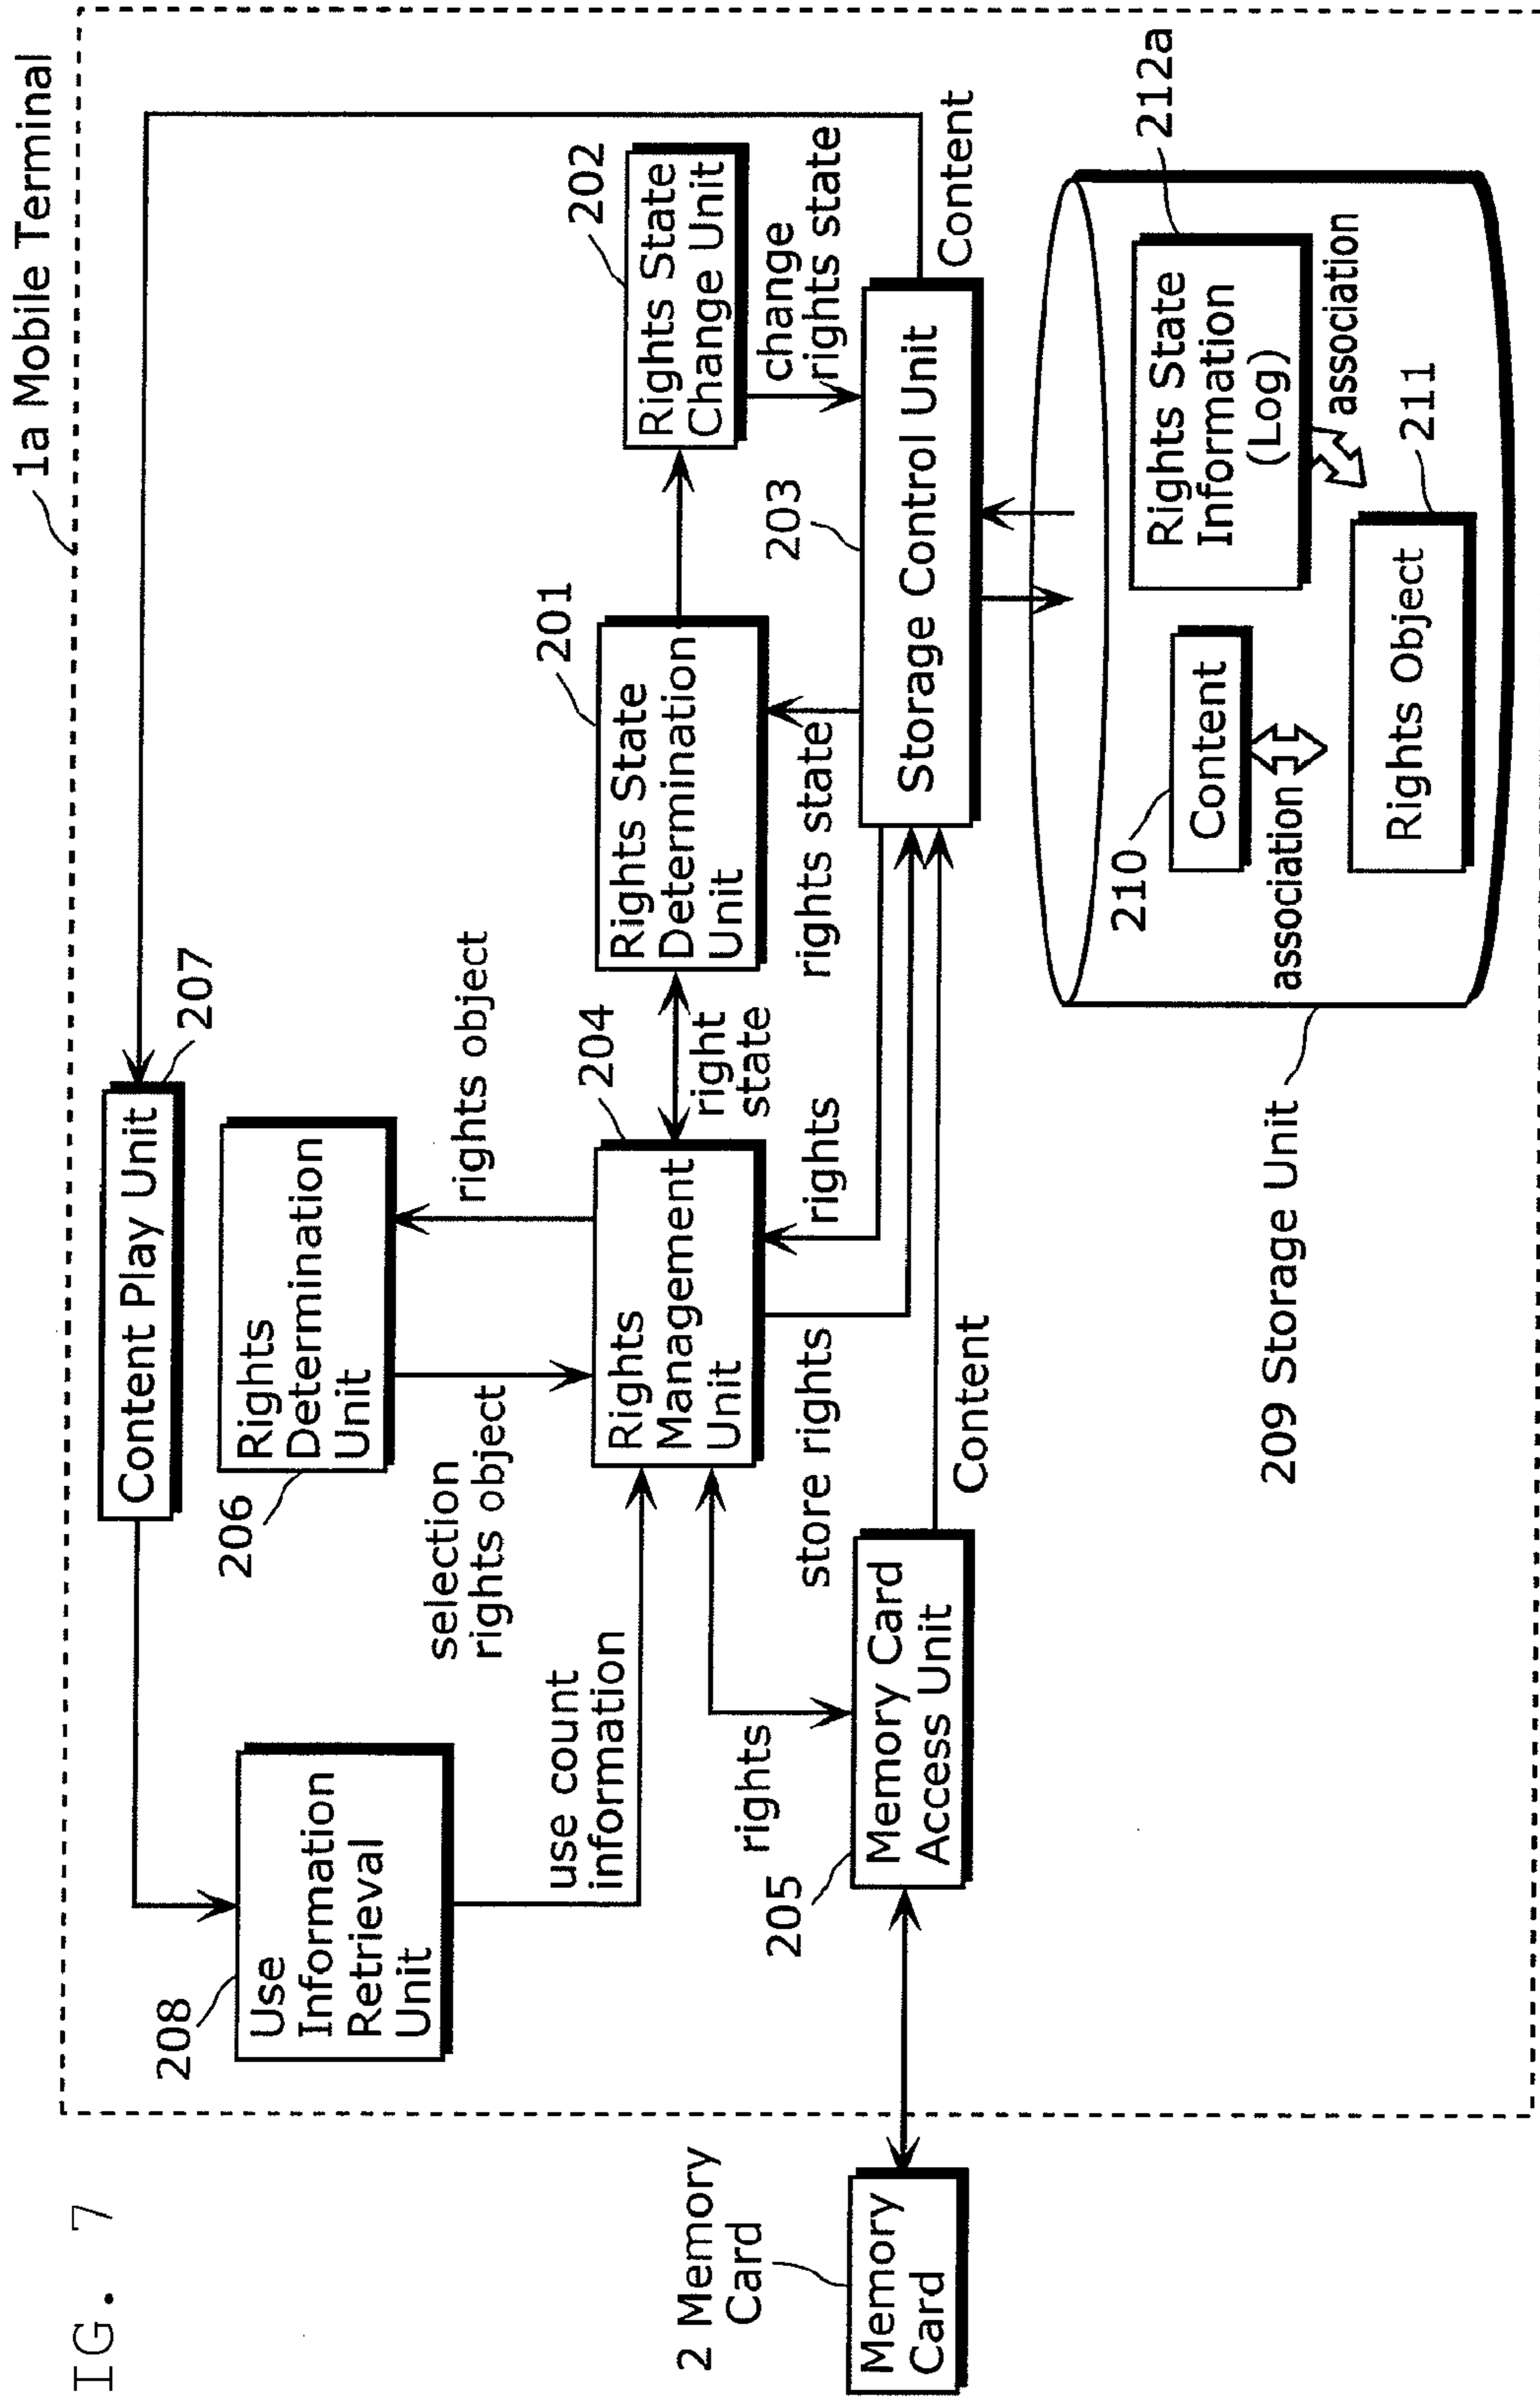 IG. 7
1a Mobile Terminal
Content Play Unit
207
208
Use
Information
Retrieval
Unit
206
Rights
Determination
Unit
selection
rights object
rights object
use count
information
204
Rights
Management
Unit
right
state
201
Rights State
Determination
Unit
202
Rights State
Change Unit
change
rights state
rights
store rights
rights
rights state
203
Storage Control Unit
Content
2 Memory
Card
Memory
Card
205
Memory Card
Access Unit
Content
209 Storage Unit
210
Content
association
212a
Rights State
Information
(Log)
association
211
Rights Object